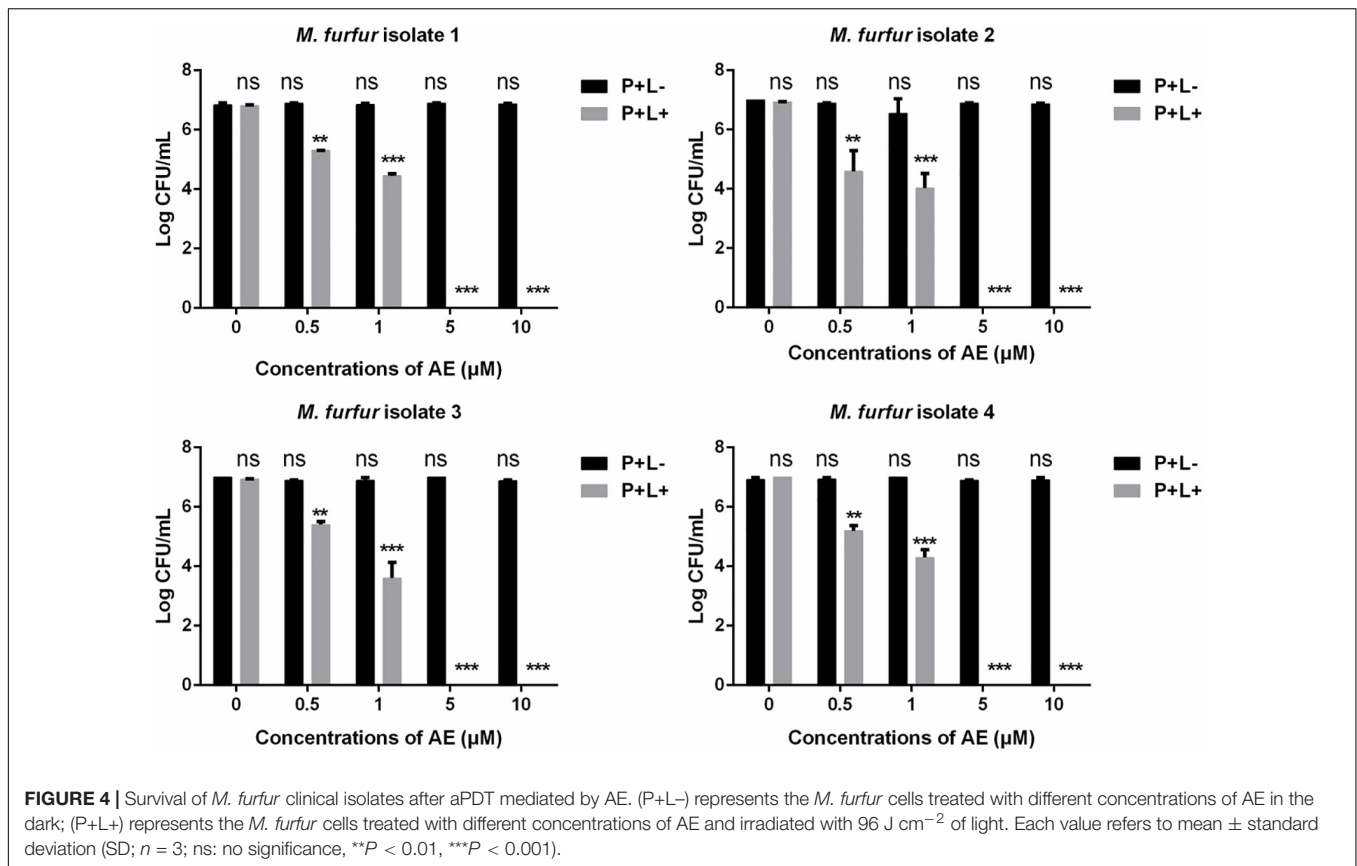 M. furfur isolate 1
ns ns ns ns ns
P+L-
P+L+
** ***
*** ***
Log CFU/mL
8
6
4
2
0
0 0.5 1 5 10
Concentrations of AE (µM)
M. furfur isolate 2
ns ns ns ns ns
P+L-
P+L+
** ***
*** ***
Log CFU/mL
8
6
4
2
0
0 0.5 1 5 10
Concentrations of AE (µM)
M. furfur isolate 3
ns ns ns ns ns
P+L-
P+L+
** ***
*** ***
Log CFU/mL
8
6
4
2
0
0 0.5 1 5 10
Concentrations of AE (µM)
M. furfur isolate 4
ns ns ns ns ns
P+L-
P+L+
** ***
*** ***
Log CFU/mL
8
6
4
2
0
0 0.5 1 5 10
Concentrations of AE (µM)
FIGURE 4 | Survival of M. furfur clinical isolates after aPDT mediated by AE. (P+L–) represents the M. furfur cells treated with different concentrations of AE in the
dark; (P+L+) represents the M. furfur cells treated with different concentrations of AE and irradiated with 96 J cm⁻² of light. Each value refers to mean ± standard
deviation (SD; n = 3; ns: no significance, **P < 0.01, ***P < 0.001).